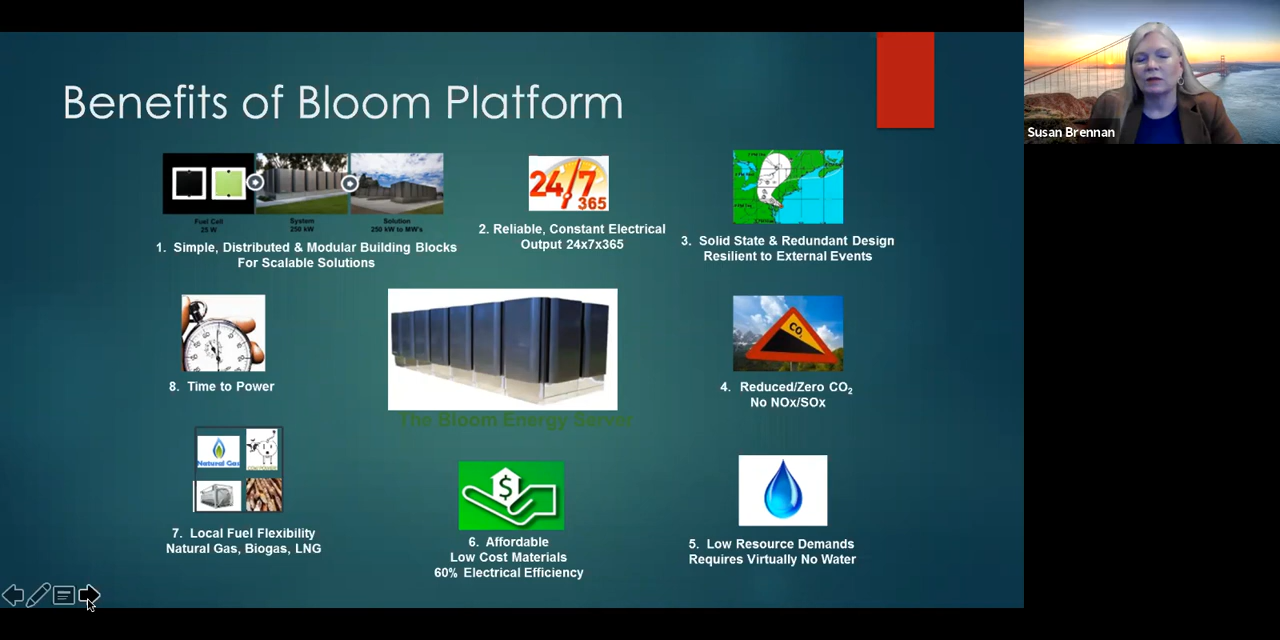 Benefits of Bloom Platform
Susan Brennan
Fuel Cell
25 W
System
250 kW
Solution
250 kW to MW's
1. Simple, Distributed & Modular Building Blocks
For Scalable Solutions
24/7
365
2. Reliable, Constant Electrical
Output 24x7x365
3. Solid State & Redundant Design
Resilient to External Events
8. Time to Power
The Bloom Energy Server
CO2
4. Reduced/Zero CO2
No NOx/SOx
Natural Gas
7. Local Fuel Flexibility
Natural Gas, Biogas, LNG
$
6. Affordable
Low Cost Materials
60% Electrical Efficiency
5. Low Resource Demands
Requires Virtually No Water